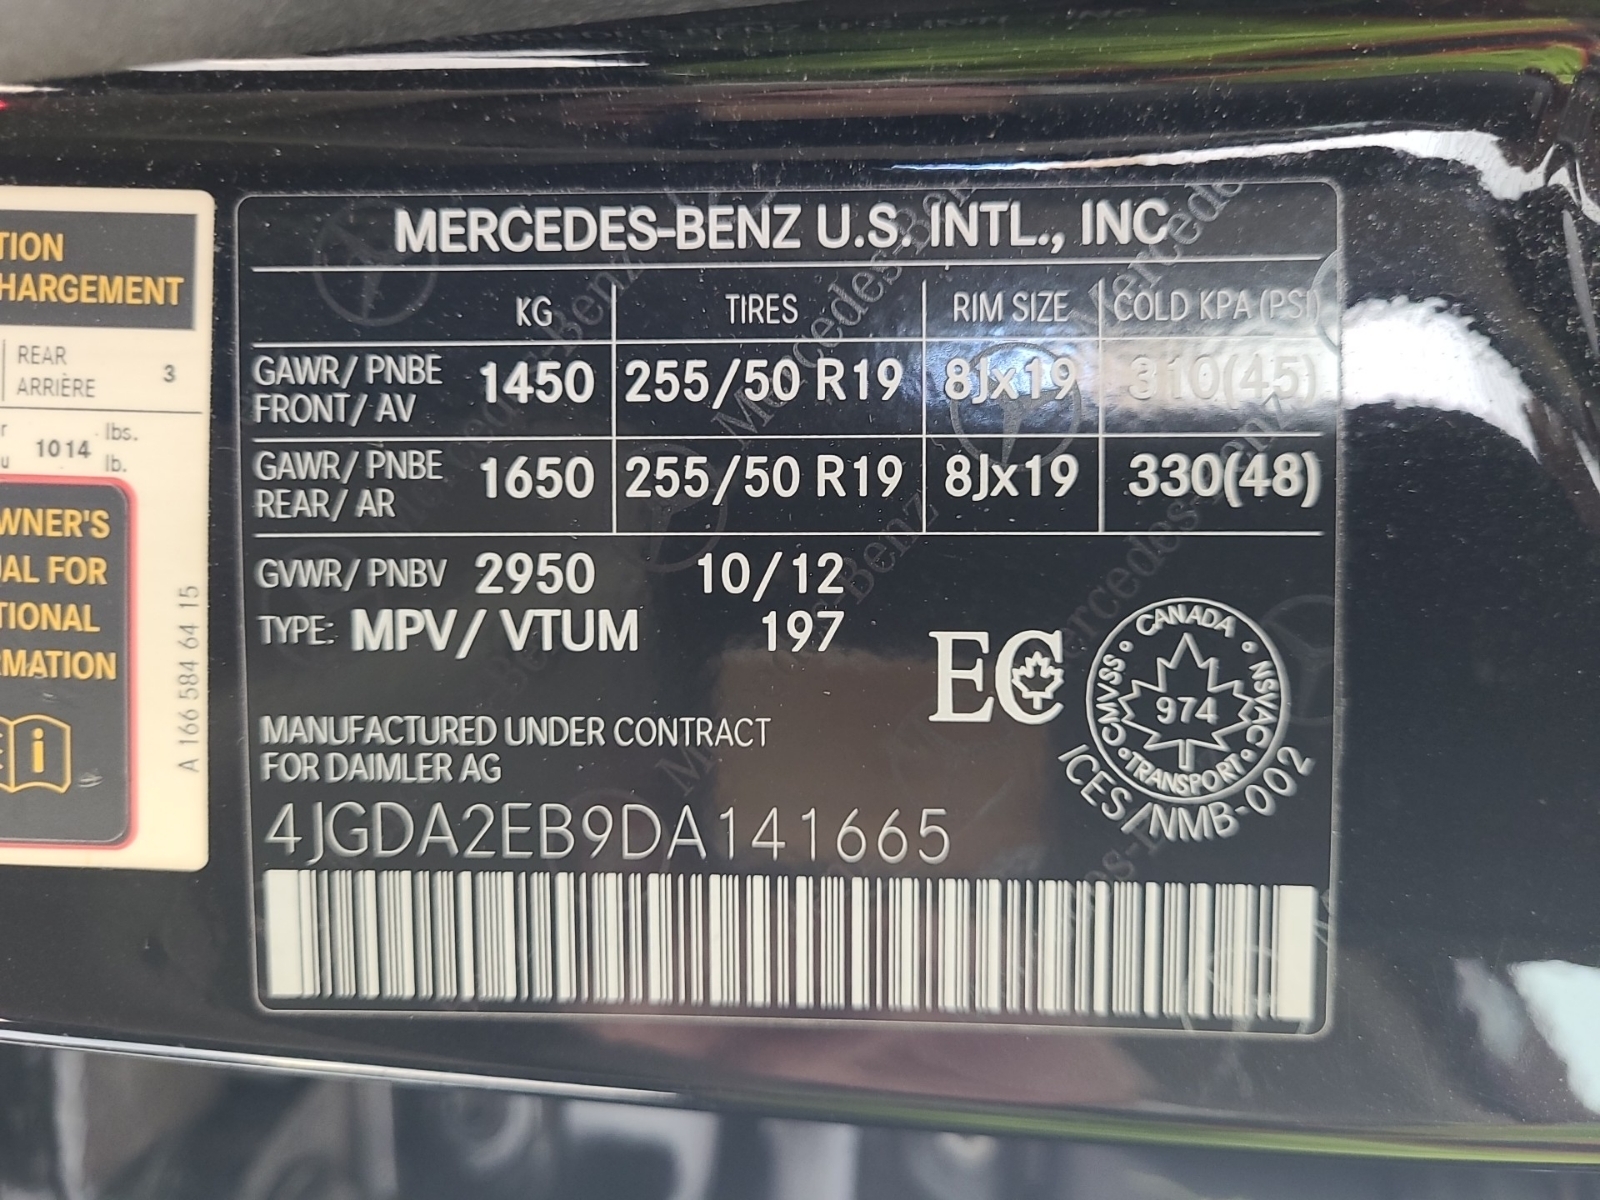 TION
HARGEMENT
REAR
ARRIÈRE 3
1014 lbs.
lb.
WNER'S
AL FOR
TIONAL
RMATION
i
A 166 584 64 15
MERCEDES-BENZ U.S. INTL., INC
KG TIRES RIM SIZE COLD KPA (PSI)
GAWR/ PNBE
FRONT/ AV 1450 255/50 R19 8Jx19 310(45)
GAWR/ PNBE
REAR/ AR 1650 255/50 R19 8Jx19 330(48)
GVWR/ PNBV 2950 10/12
TYPE: MPV/ VTUM 197
EC
CANADA
CMVSS NSVAC
974
TRANSPORT
ICES/NMB-002
MANUFACTURED UNDER CONTRACT
FOR DAIMLER AG
4JGDA2EB9DA141665